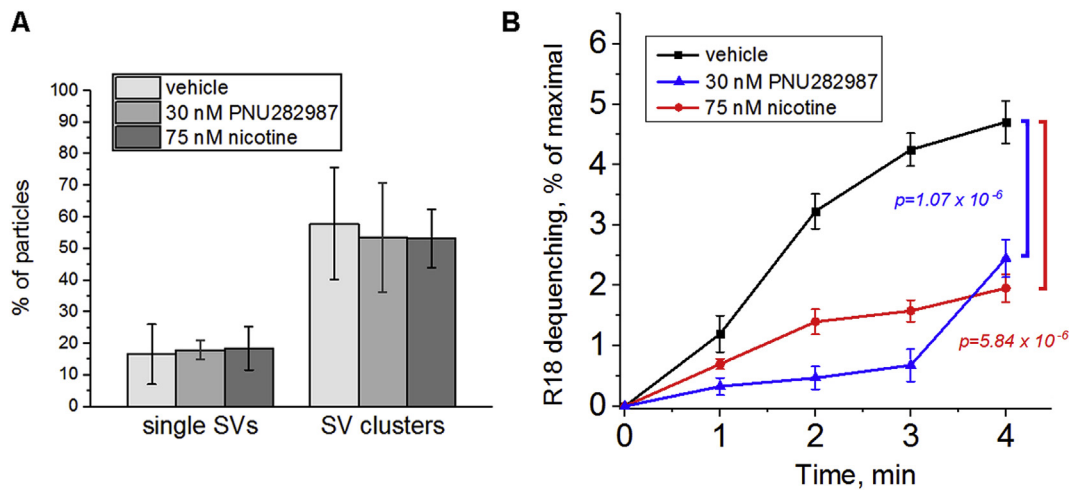 A
vehicle
30 nM PNU282987
75 nM nicotine
% of particles
100
90
80
70
60
50
40
30
20
10
0
single SVs
SV clusters
B
vehicle
30 nM PNU282987
75 nM nicotine
R18 dequenching, % of maximal
6
5
4
3
2
1
0
p=1.07 x 10⁻⁶
p=5.84 x 10⁻⁶
0 1 2 3 4
Time, min